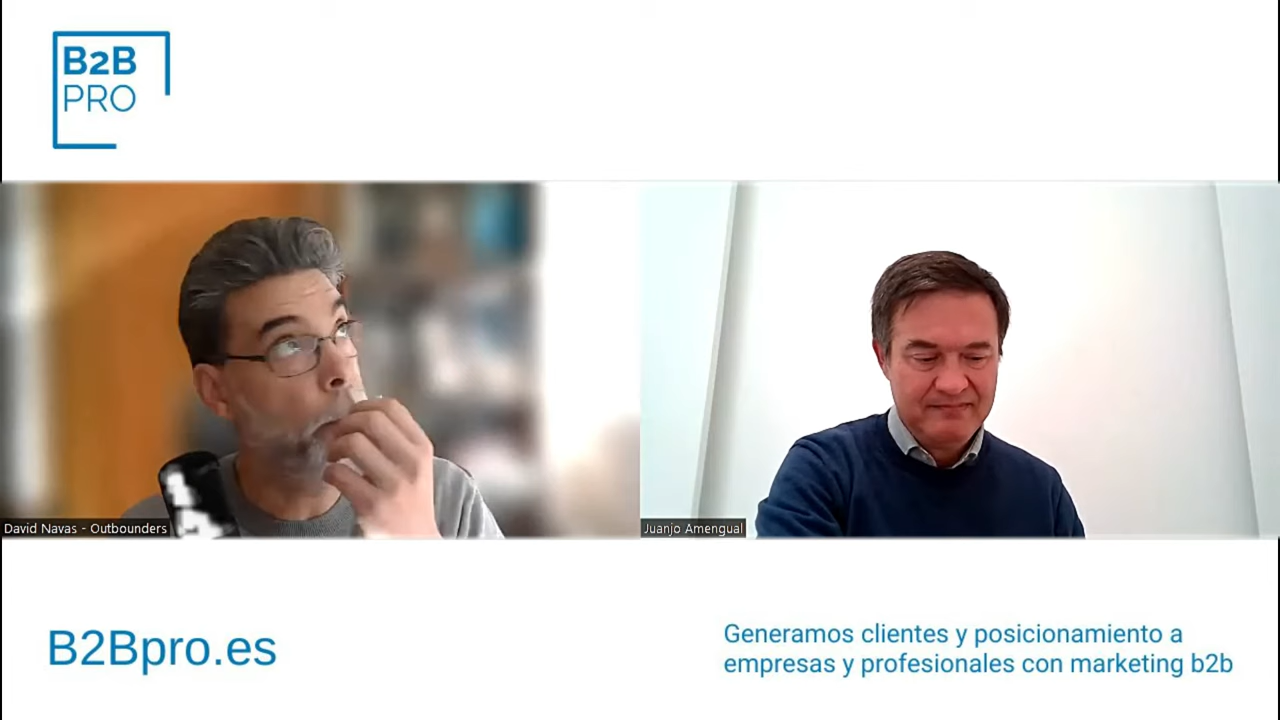 B2B
PRO
David Navas - Outbounders
Juanjo Amengual
B2Bpro.es
Generamos clientes y posicionamiento a
empresas y profesionales con marketing b2b